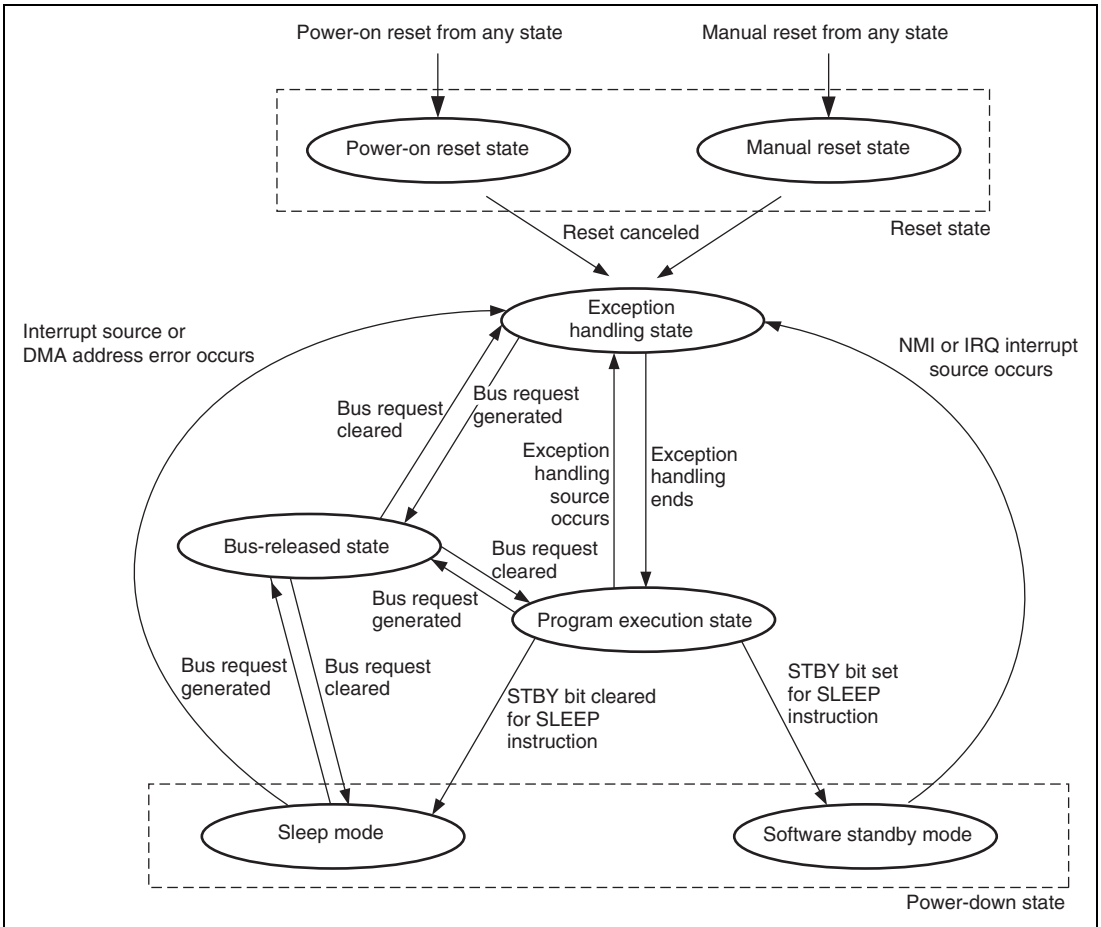 Power-on reset from any state
Manual reset from any state
Power-on reset state
Manual reset state
Reset canceled
Reset state
Exception
handling state
Interrupt source or
DMA address error occurs
NMI or IRQ interrupt
source occurs
Bus request
cleared
Bus request
generated
Exception
handling
source
occurs
Exception
handling
ends
Bus-released state
Bus request
cleared
Bus request
generated
Program execution state
Bus request
generated
Bus request
cleared
STBY bit cleared
for SLEEP
instruction
STBY bit set
for SLEEP
instruction
Sleep mode
Software standby mode
Power-down state